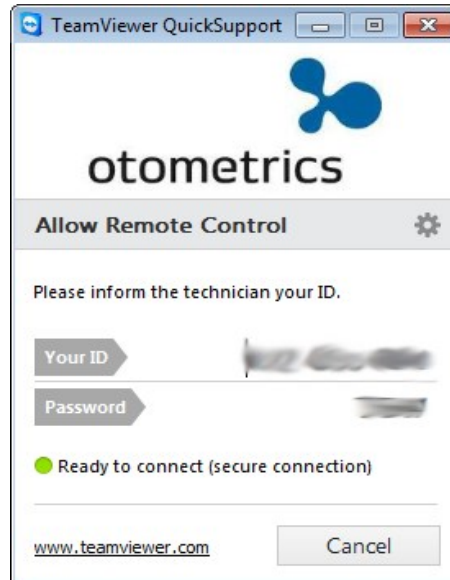 TeamViewer QuickSupport
otometrics
Allow Remote Control
Please inform the technician your ID.
Your ID
Password
Ready to connect (secure connection)
www.teamviewer.com Cancel